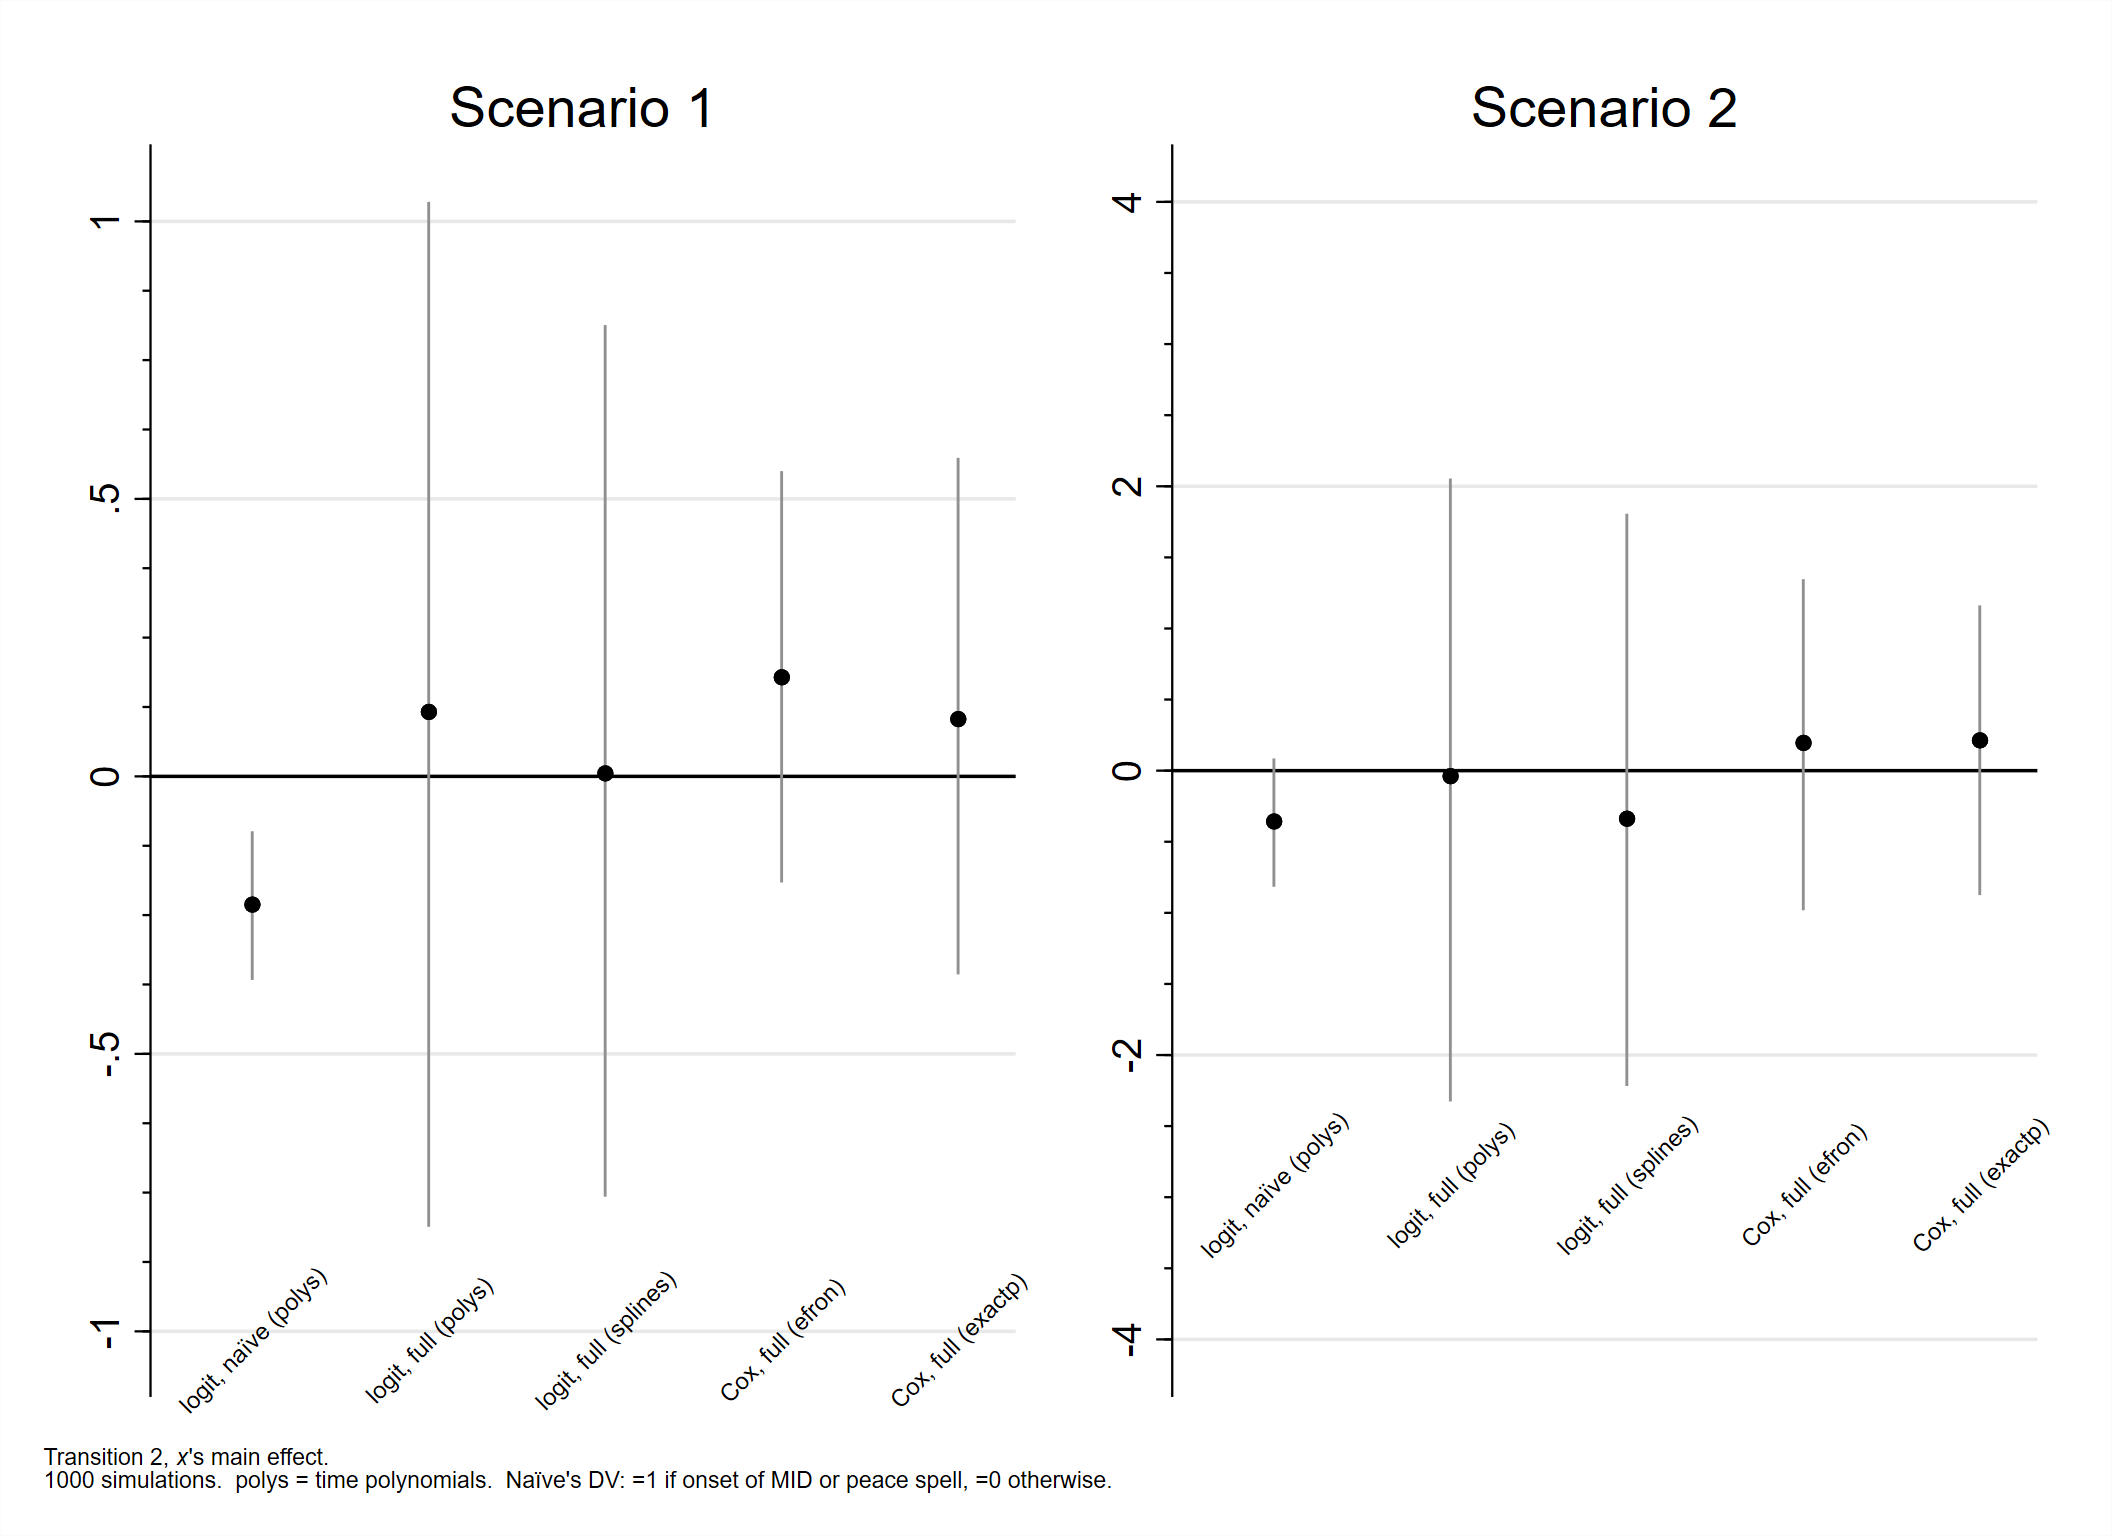 Scenario 1
1
.5
0
-.5
-1
logit, naïve (polys)
logit, full (polys)
logit, full (splines)
Cox, full (efron)
Cox, full (exactp)
Scenario 2
4
2
0
-2
-4
logit, naïve (polys)
logit, full (polys)
logit, full (splines)
Cox, full (efron)
Cox, full (exactp)
Transition 2, x's main effect.
1000 simulations.  polys = time polynomials.  Naïve's DV: =1 if onset of MID or peace spell, =0 otherwise.